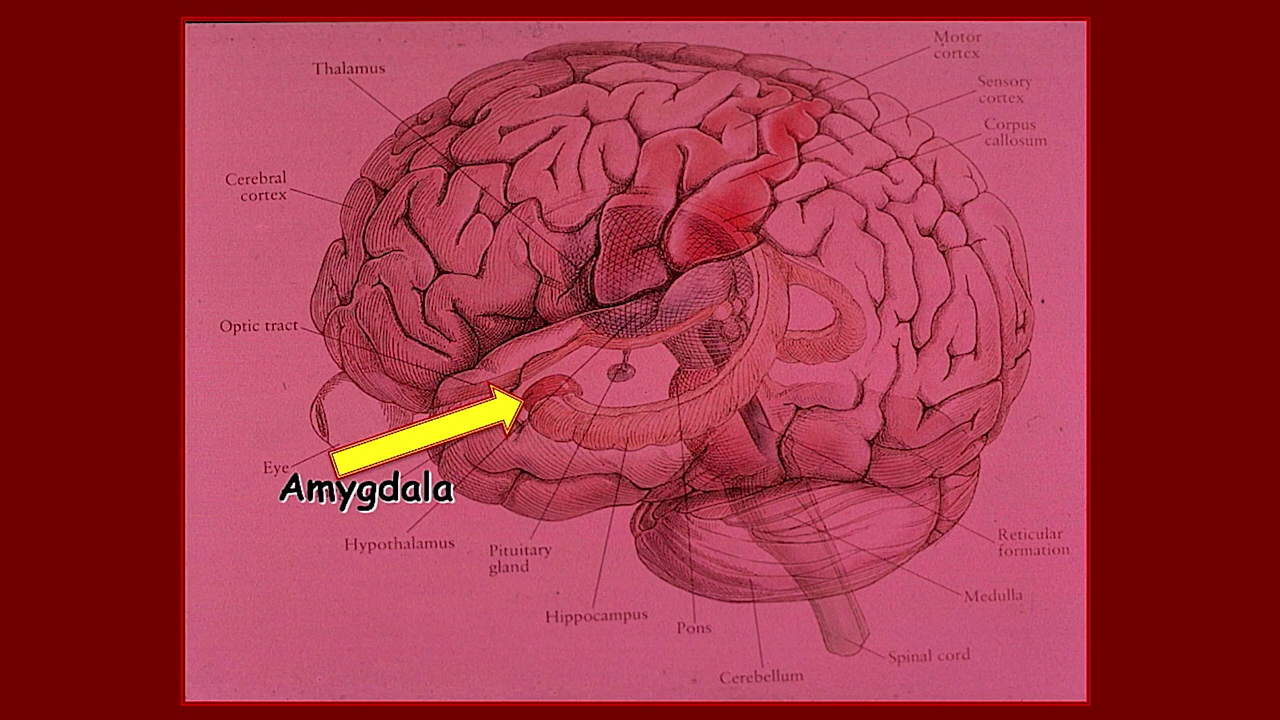 Motor
cortex
Thalamus
Sensory
cortex
Corpus
callosum
Cerebral
cortex
Optic tract
Eye
Amygdala
Hypothalamus
Pituitary
gland
Reticular
formation
Medulla
Hippocampus
Pons
Spinal cord
Cerebellum